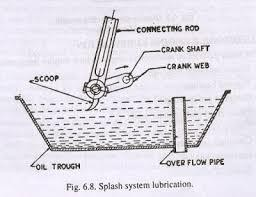 CONNECTING ROD
CRANK SHAFT
CRANK WEB
SCOOP
OIL TROUGH
OVER FLOW PIPE
Fig. 6.8. Splash system lubrication.